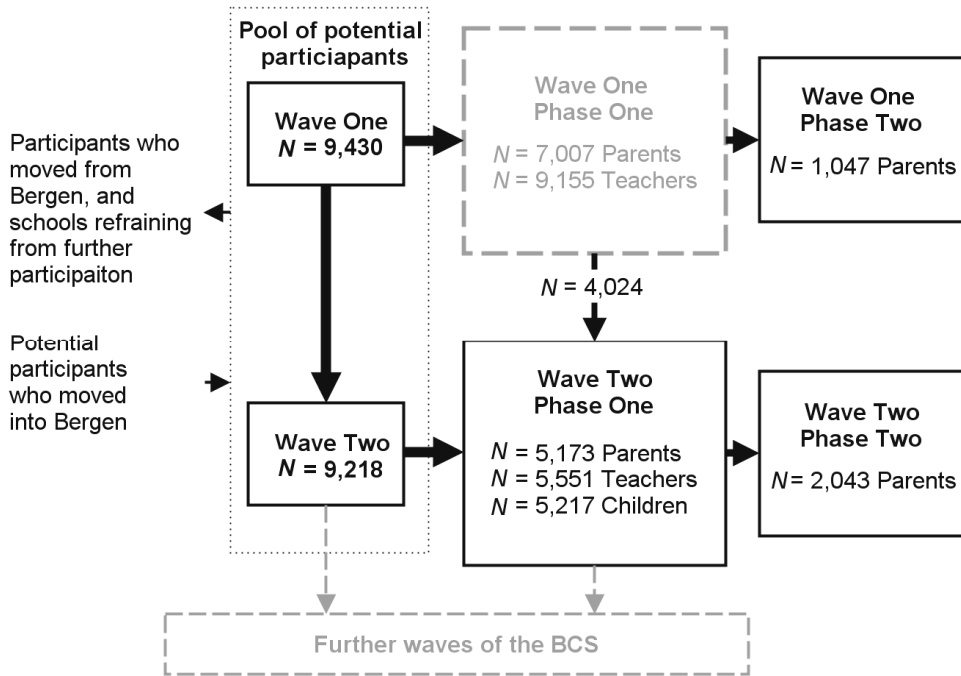 Pool of potential
particiapants
Wave One
N = 9,430
Participants who
moved from
Bergen, and
schools refraining
from further
participaiton
Potential
participants
who moved
into Bergen
Wave Two
N = 9,218
Wave One
Phase One
N = 7,007 Parents
N = 9,155 Teachers
Wave One
Phase Two
N = 1,047 Parents
N = 4,024
Wave Two
Phase One
N = 5,173 Parents
N = 5,551 Teachers
N = 5,217 Children
Wave Two
Phase Two
N = 2,043 Parents
Further waves of the BCS